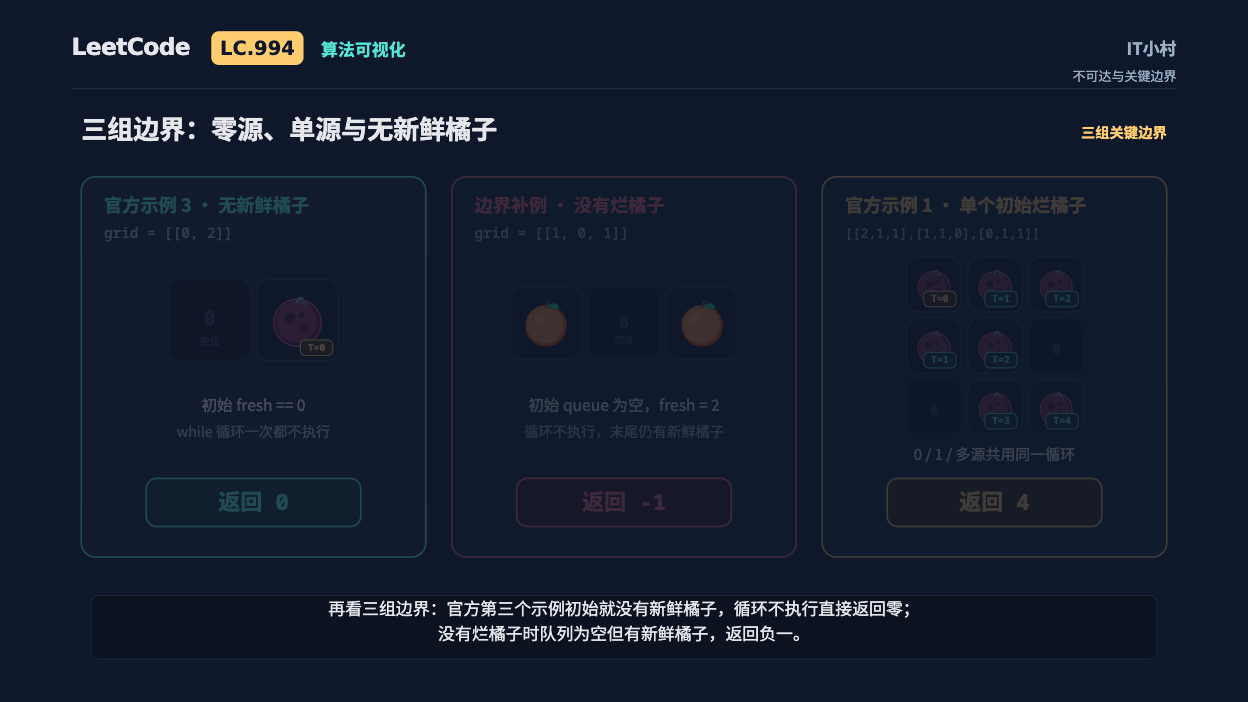 LeetCode LC.994 算法可视化
IT小村
不可达与关键边界
三组边界：零源、单源与无新鲜橘子
三组关键边界
官方示例 3 · 无新鲜橘子
grid = [[0, 2]]
0
空位
T=0
初始 fresh == 0
while 循环一次都不执行
返回 0
边界补例 · 没有烂橘子
grid = [[1, 0, 1]]
0
空位
初始 queue 为空，fresh = 2
循环不执行，末尾仍有新鲜橘子
返回 -1
官方示例 1 · 单个初始烂橘子
[[2,1,1],[1,1,0],[0,1,1]]
T=0 T=1 T=2
T=1 T=2 0
0 T=3 T=4
0 / 1 / 多源共用同一循环
返回 4
再看三组边界：官方第三个示例初始就没有新鲜橘子，循环不执行直接返回零；
没有烂橘子时队列为空但有新鲜橘子，返回负一。